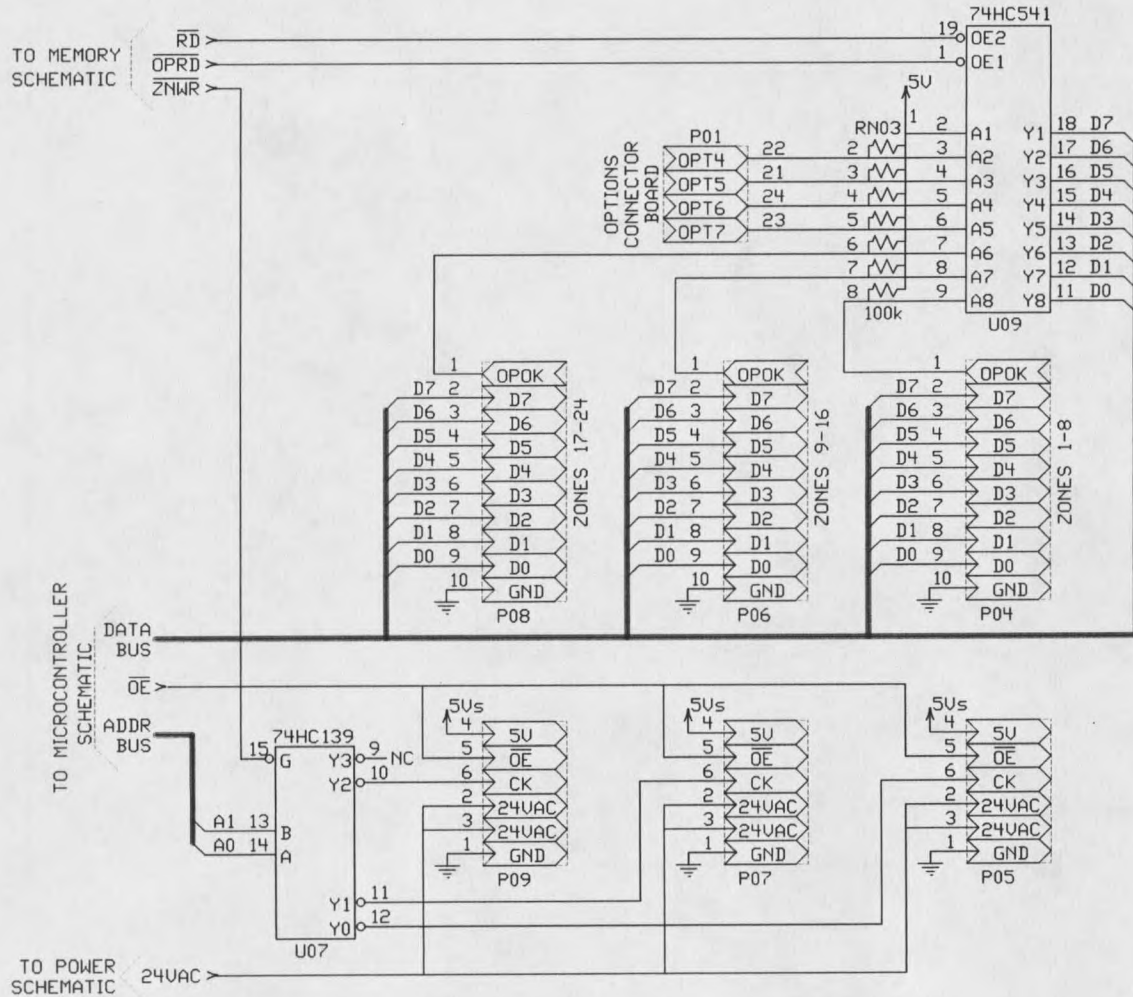 74HC541
TO MEMORY
SCHEMATIC
RD
OPRD
ZNWR
19 OE2
1 OE1
5V
RN03
1 2 A1 Y1 18 D7
P01
OPT4 22 2 3 A2 Y2 17 D6
OPT5 21 3 4 A3 Y3 16 D5
OPT6 24 4 5 A4 Y4 15 D4
OPT7 23 5 6 A5 Y5 14 D3
OPTIONS
CONNECTOR
BOARD
6 7 A6 Y6 13 D2
7 8 A7 Y7 12 D1
8 9 A8 Y8 11 D0
100k
U09
1 OPOK
D7 2 D7
D6 3 D6
D5 4 D5
D4 5 D4
D3 6 D3
D2 7 D2
D1 8 D1
D0 9 D0
10 GND
P08
ZONES 17-24
1 OPOK
D7 2 D7
D6 3 D6
D5 4 D5
D4 5 D4
D3 6 D3
D2 7 D2
D1 8 D1
D0 9 D0
10 GND
P06
ZONES 9-16
1 OPOK
D7 2 D7
D6 3 D6
D5 4 D5
D4 5 D4
D3 6 D3
D2 7 D2
D1 8 D1
D0 9 D0
10 GND
P04
ZONES 1-8
TO MICROCONTROLLER
SCHEMATIC
DATA
BUS
OE
ADDR
BUS
74HC139
15 G Y3 9 NC
Y2 10
A1 13 B
A0 14 A
Y1 11
Y0 12
U07
5Vs
4 5V
5 OE
6 CK
2 24VAC
3 24VAC
1 GND
P09
5Vs
4 5V
5 OE
6 CK
2 24VAC
3 24VAC
1 GND
P07
5Vs
4 5V
5 OE
6 CK
2 24VAC
3 24VAC
1 GND
P05
TO POWER
SCHEMATIC
24VAC